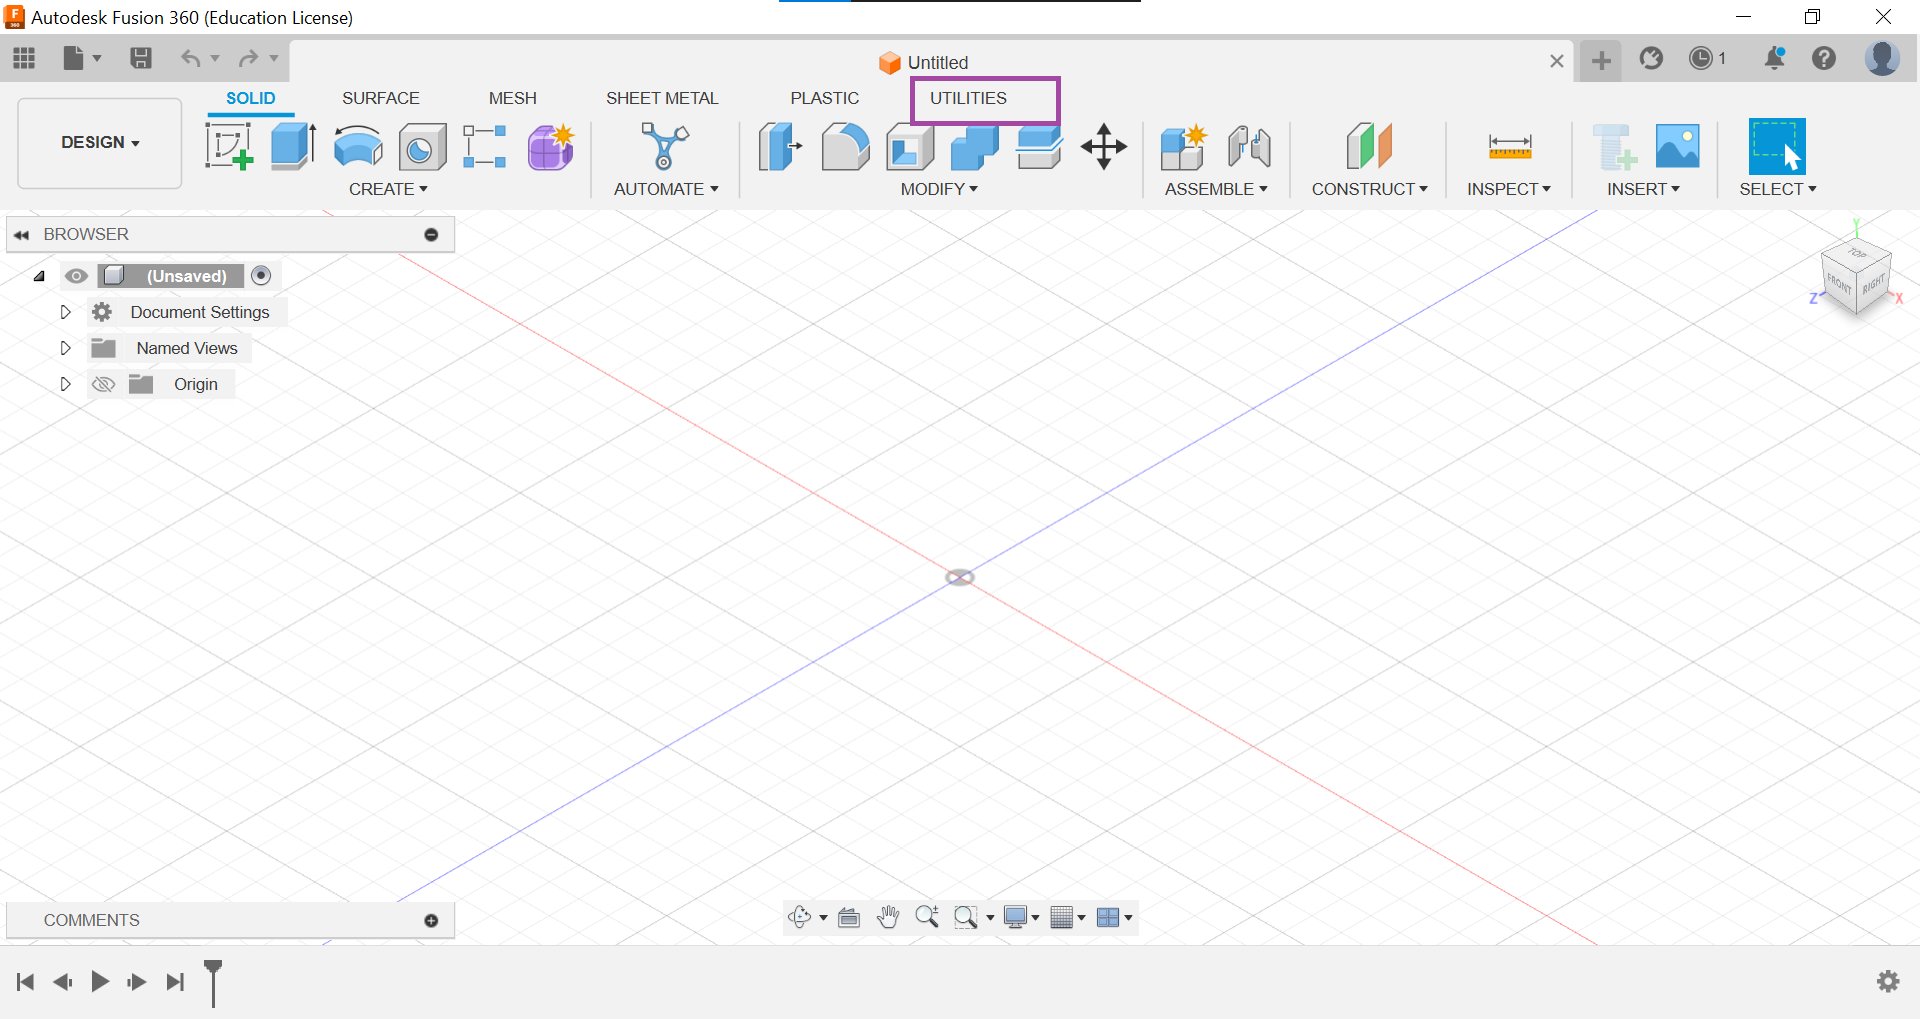 Autodesk Fusion 360 (Education License)
Untitled
1
SOLID SURFACE MESH SHEET METAL PLASTIC UTILITIES
DESIGN
CREATE AUTOMATE MODIFY ASSEMBLE CONSTRUCT INSPECT INSERT SELECT
BROWSER
(Unsaved)
Document Settings
Named Views
Origin
Y
TOP
FRONT RIGHT
Z X
COMMENTS